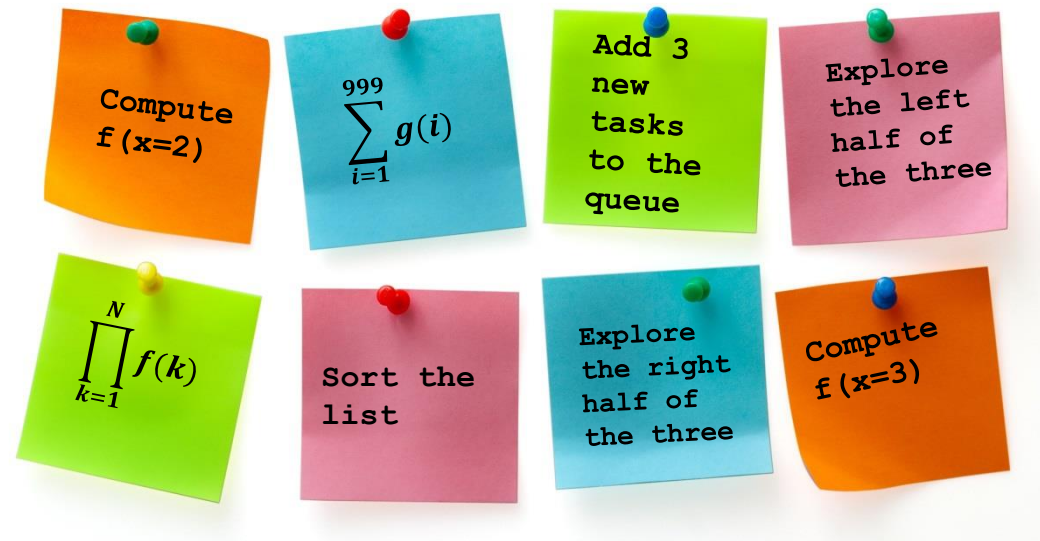 Compute
f(x=2)
999
∑ g(i)
i=1
Add 3
new
tasks
to the
queue
Explore
the left
half of
the three
N
∏ f(k)
k=1
Sort the
list
Explore
the right
half of
the three
Compute
f(x=3)